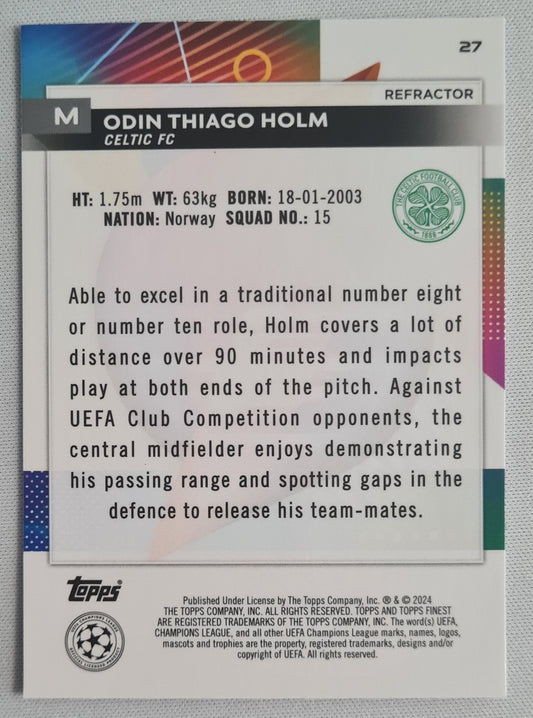 27
REFRACTOR
M
ODIN THIAGO HOLM
CELTIC FC
HT: 1.75m WT: 63kg BORN: 18-01-2003
NATION: Norway SQUAD NO.: 15
THE CELTIC FOOTBALL CLUB
1888
Able to excel in a traditional number eight
or number ten role, Holm covers a lot of
distance over 90 minutes and impacts
play at both ends of the pitch. Against
UEFA Club Competition opponents, the
central midfielder enjoys demonstrating
his passing range and spotting gaps in the
defence to release his team-mates.
Topps®
Published Under License by The Topps Company, Inc. ® & © 2024
THE TOPPS COMPANY, INC. ALL RIGHTS RESERVED. TOPPS AND TOPPS FINEST
ARE REGISTERED TRADEMARKS OF THE TOPPS COMPANY, INC. The word(s) UEFA,
CHAMPIONS LEAGUE, and all other UEFA Champions League marks, names, logos,
mascots and trophies are the property, registered trademarks, designs and/or
copyright of UEFA. All rights reserved.
UEFA CHAMPIONS LEAGUE
OFFICIAL LICENSED PRODUCT